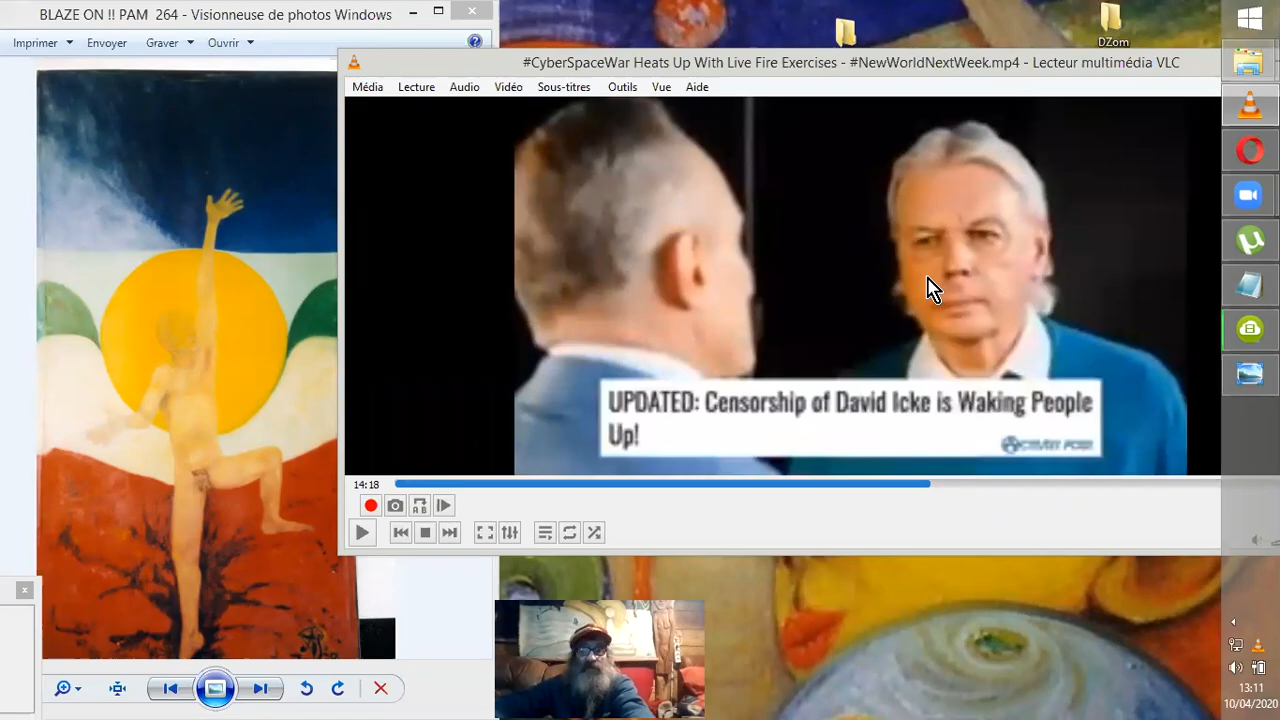 BLAZE ON !! PAM 264 - Visionneuse de photos Windows
Imprimer Envoyer Graver Ouvrir
DZom
#CyberSpaceWar Heats Up With Live Fire Exercises - #NewWorldNextWeek.mp4 - Lecteur multimédia VLC
Média Lecture Audio Vidéo Sous-titres Outils Vue Aide
UPDATED: Censorship of David Icke is Waking People
Up!
14:18
13:11
10/04/2020